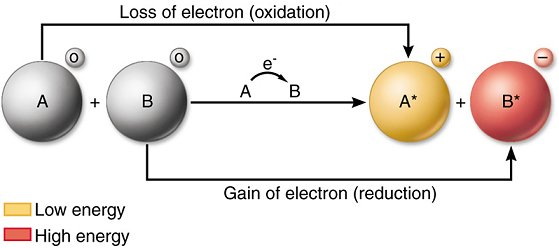 Loss of electron (oxidation)
o o + −
e-
A + B A B A* + B*
Gain of electron (reduction)
Low energy
High energy